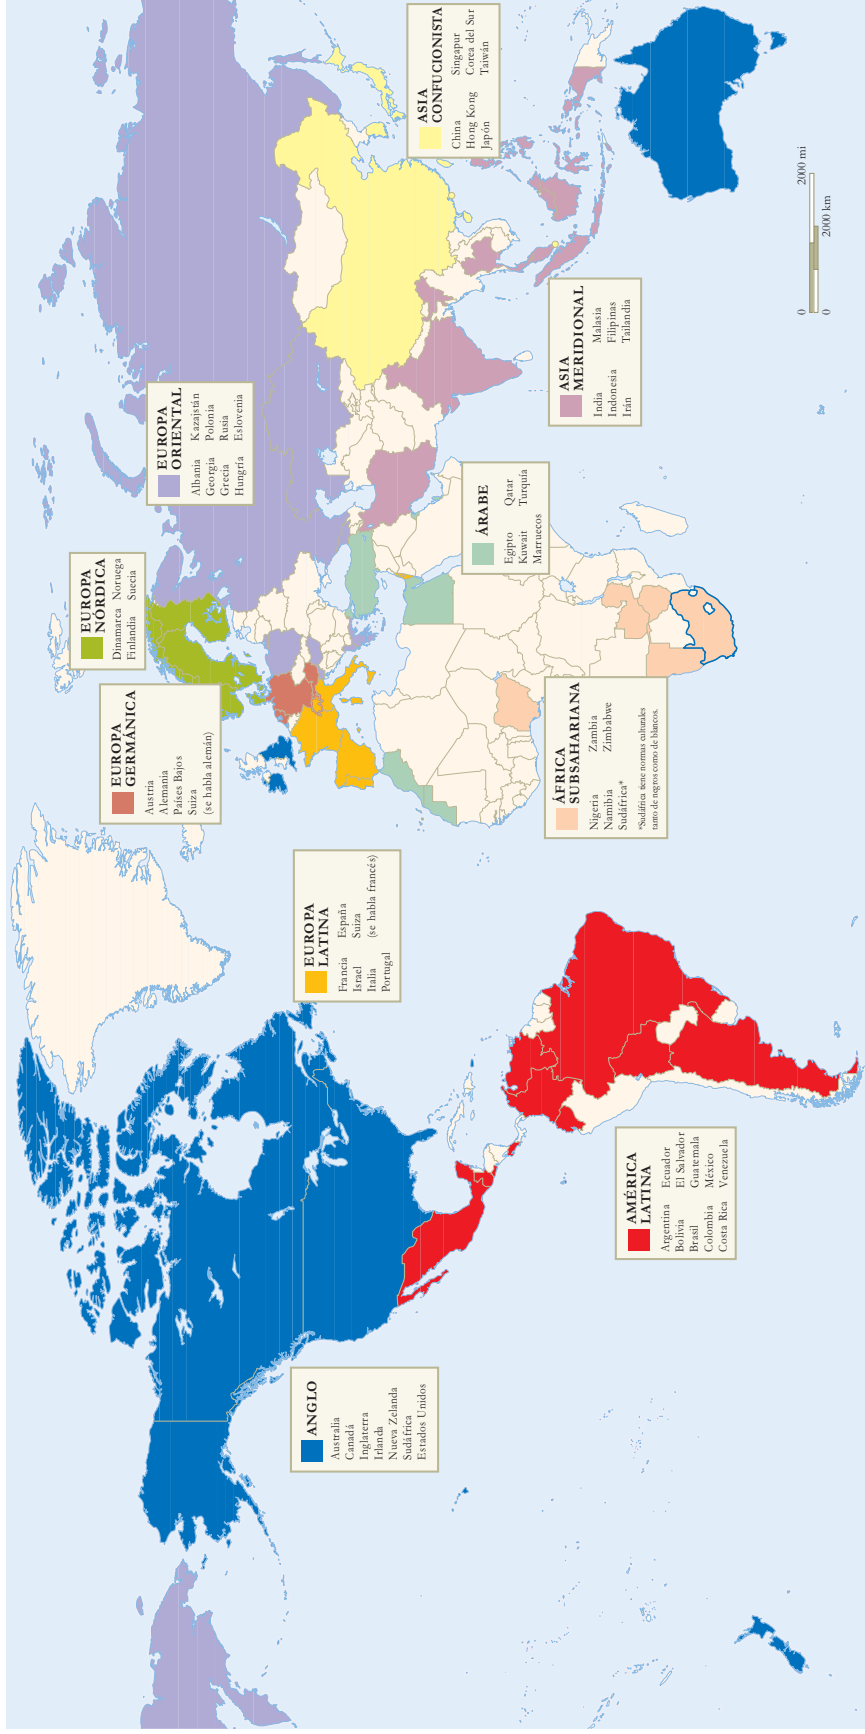 ANGLO
Australia
Canadá
Inglaterra
Irlanda
Nueva Zelanda
Sudáfrica
Estados Unidos
AMÉRICA
LATINA
Argentina Ecuador
Bolivia El Salvador
Brasil Guatemala
Colombia México
Costa Rica Venezuela
EUROPA
LATINA
Francia España
Israel Suiza
Italia (se habla francés)
Portugal
EUROPA
GERMÁNICA
Austria
Alemania
Países Bajos
Suiza
(se habla alemán)
EUROPA
NÓRDICA
Dinamarca Noruega
Finlandia Suecia
EUROPA
ORIENTAL
Albania Kazajstán
Georgia Polonia
Grecia Rusia
Hungría Eslovenia
ÁFRICA
SUBSAHARIANA
Nigeria Zambia
Namibia Zimbabwe
Sudáfrica*
*Sudáfrica tiene normas culturales
tanto de negros como de blancos.
ÁRABE
Egipto Qatar
Kuwait Turquía
Marruecos
ASIA
MERIDIONAL
India Malasia
Indonesia Filipinas
Irán Tailandia
ASIA
CONFUCIONISTA
China Singapur
Hong Kong Corea del Sur
Japón Taiwán
0 2000 mi
0 2000 km